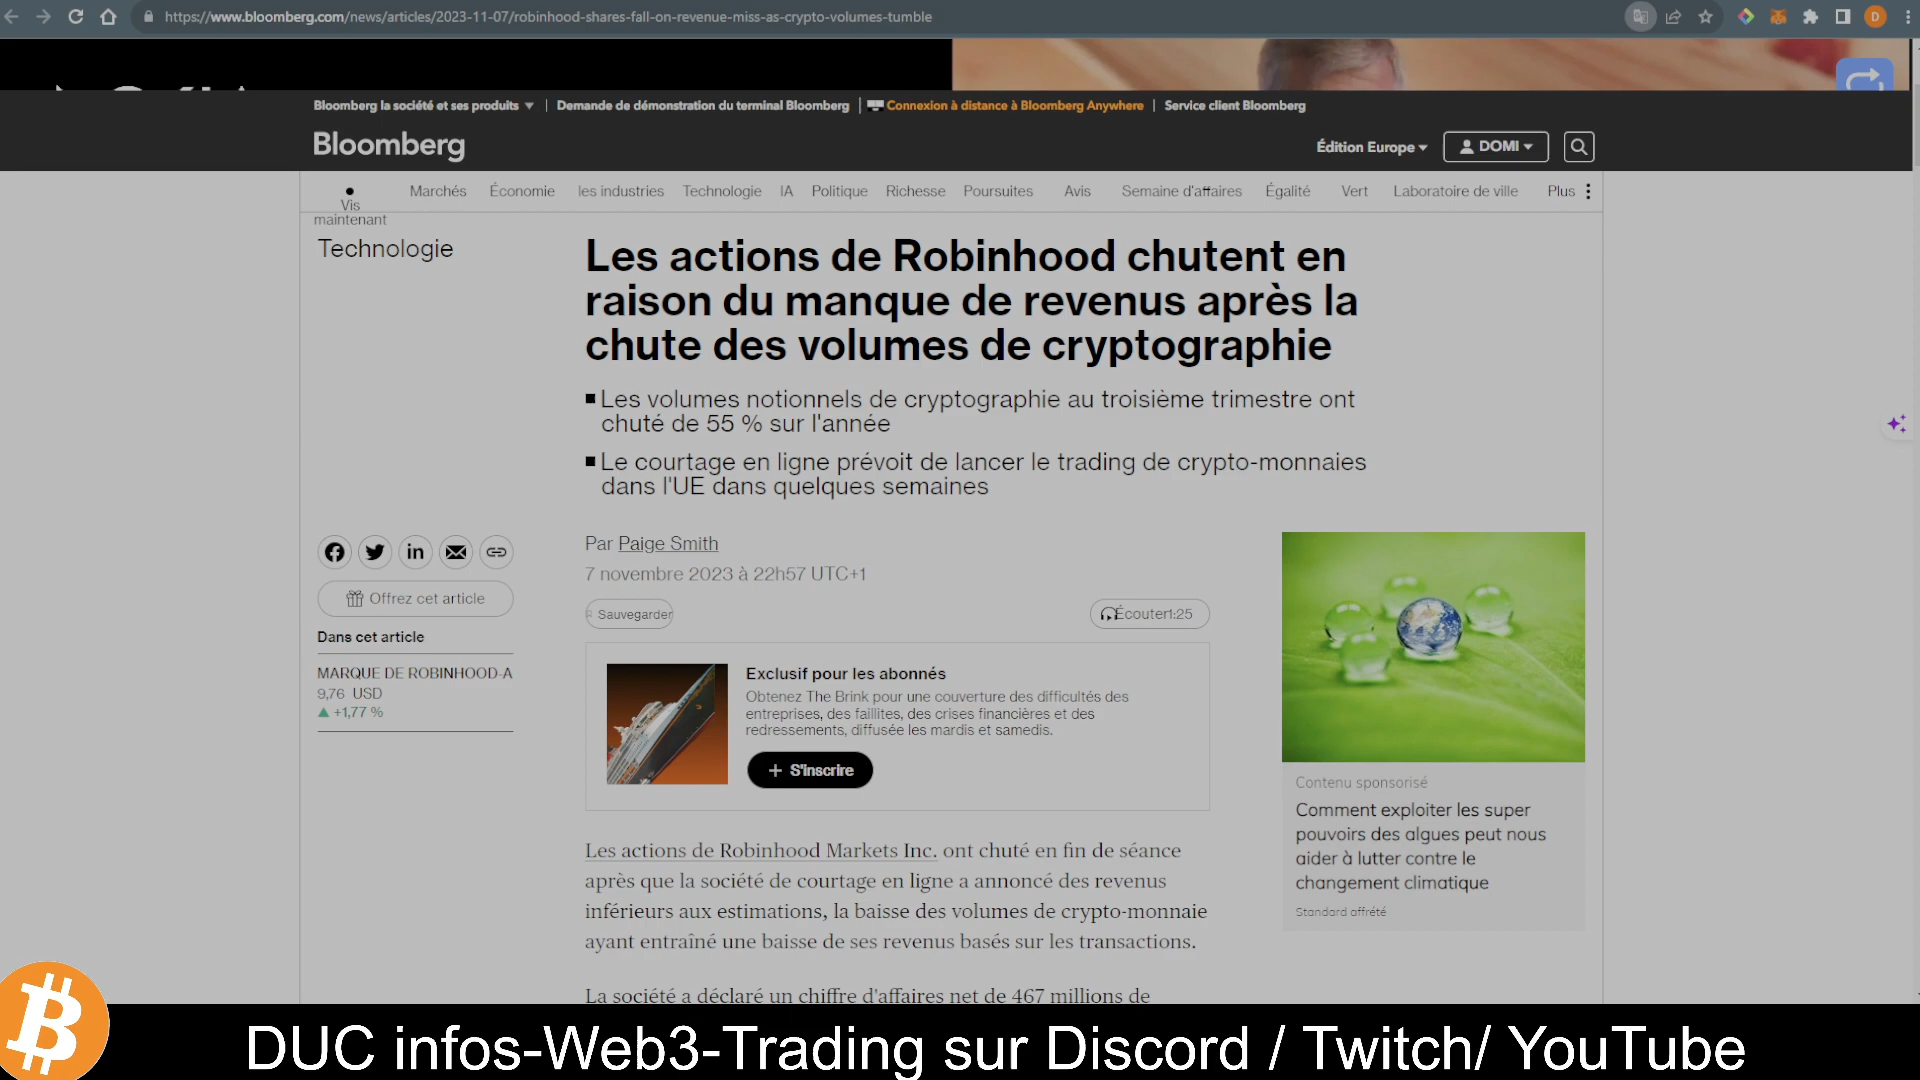 https://www.bloomberg.com/news/articles/2023-11-07/robinhood-shares-fall-on-revenue-miss-as-crypto-volumes-tumble
D
Bloomberg la société et ses produits
Demande de démonstration du terminal Bloomberg
Connexion à distance à Bloomberg Anywhere
Service client Bloomberg
Bloomberg
Édition Europe
DOMI
Vis
maintenant
Marchés
Économie
les industries
Technologie
IA
Politique
Richesse
Poursuites
Avis
Semaine d'affaires
Égalité
Vert
Laboratoire de ville
Plus
Technologie
Les actions de Robinhood chutent en
raison du manque de revenus après la
chute des volumes de cryptographie
Les volumes notionnels de cryptographie au troisième trimestre ont
chuté de 55 % sur l'année
Le courtage en ligne prévoit de lancer le trading de crypto-monnaies
dans l'UE dans quelques semaines
Par Paige Smith
7 novembre 2023 à 22h57 UTC+1
Sauvegarder
Écouter1:25
Offrez cet article
Dans cet article
MARQUE DE ROBINHOOD-A
9,76 USD
+1,77 %
Exclusif pour les abonnés
Obtenez The Brink pour une couverture des difficultés des
entreprises, des faillites, des crises financières et des
redressements, diffusée les mardis et samedis.
+ S'inscrire
Les actions de Robinhood Markets Inc. ont chuté en fin de séance
après que la société de courtage en ligne a annoncé des revenus
inférieurs aux estimations, la baisse des volumes de crypto-monnaie
ayant entraîné une baisse de ses revenus basés sur les transactions.
La société a déclaré un chiffre d'affaires net de 467 millions de
Contenu sponsorisé
Comment exploiter les super
pouvoirs des algues peut nous
aider à lutter contre le
changement climatique
Standard affrété
DUC infos-Web3-Trading sur Discord / Twitch/ YouTube